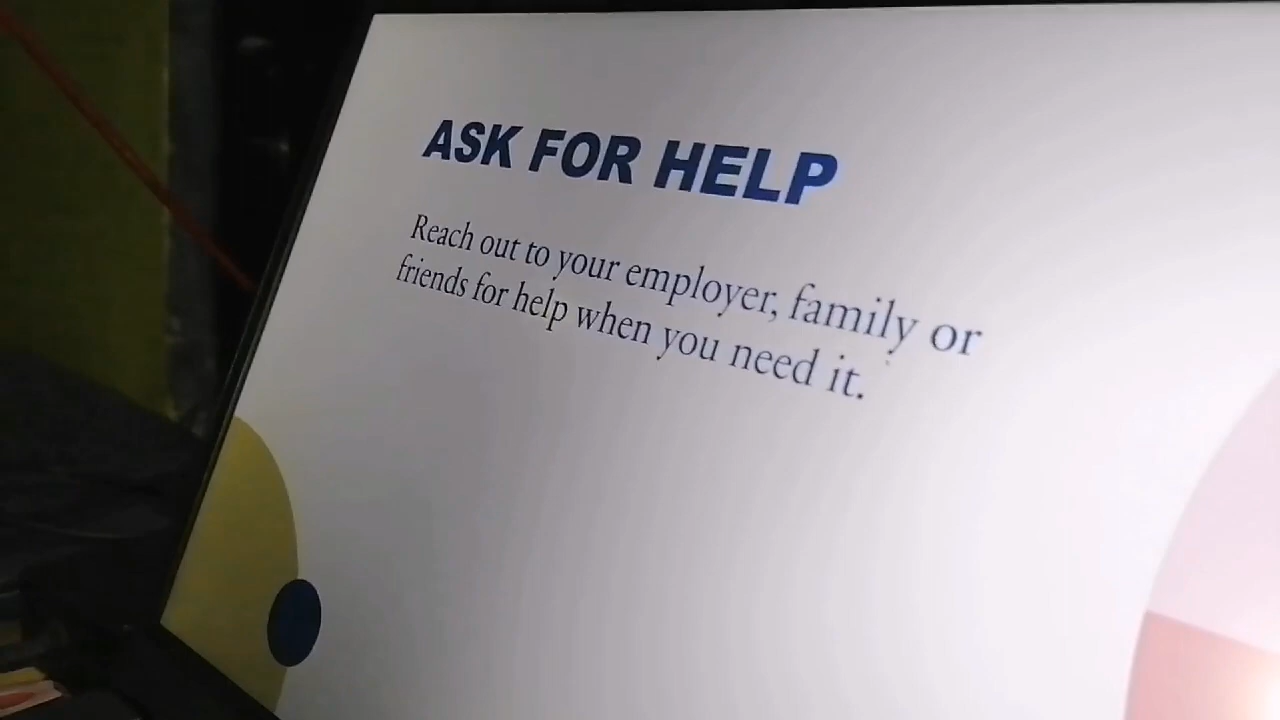 ASK FOR HELP
Reach out to your employer, family or
friends for help when you need it.